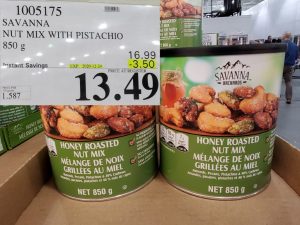 1005175
SAVANNA
NUT MIX WITH PISTACHIO
850 g
16.99
Instant Savings
-3.50
13.49
1.587
SAVANNA
ORCHARDS
HONEY ROASTED
NUT MIX
MÉLANGE DE NOIX
GRILLÉES AU MIEL
NET 850 g
HONEY ROASTED
NUT MIX
MÉLANGE DE NOIX
GRILLÉES AU MIEL
NET 850 g